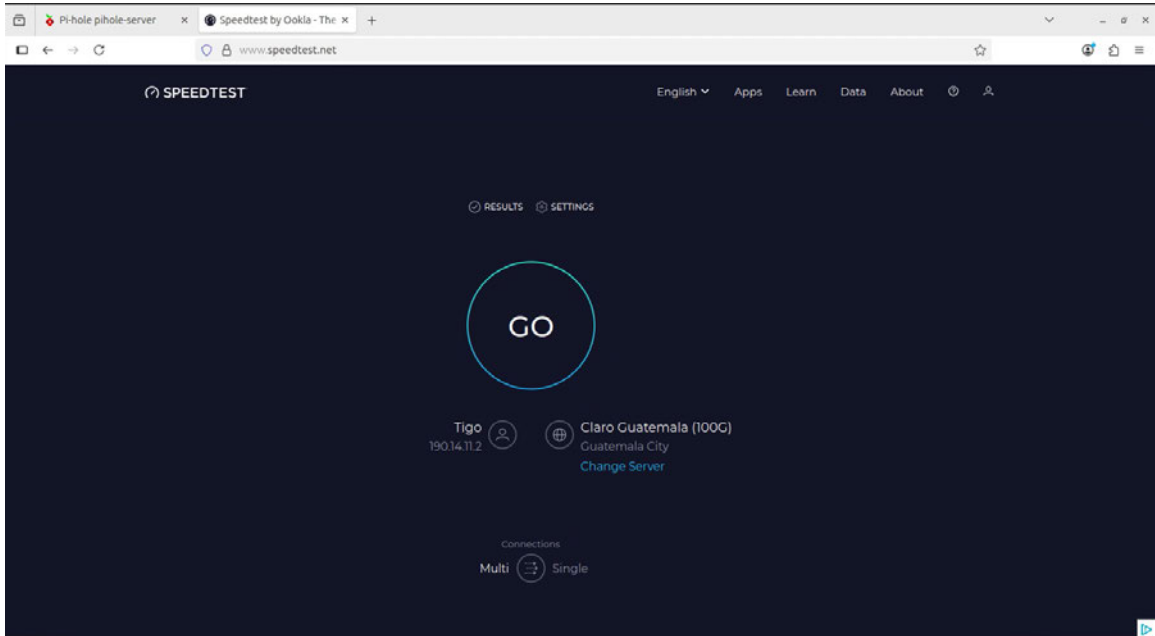 Pi-hole pihole-server
Speedtest by Ookla - The
www.speedtest.net
SPEEDTEST
English Apps Learn Data About
RESULTS SETTINGS
GO
Tigo
190.14.11.2
Claro Guatemala (100G)
Guatemala City
Change Server
Connections
Multi Single